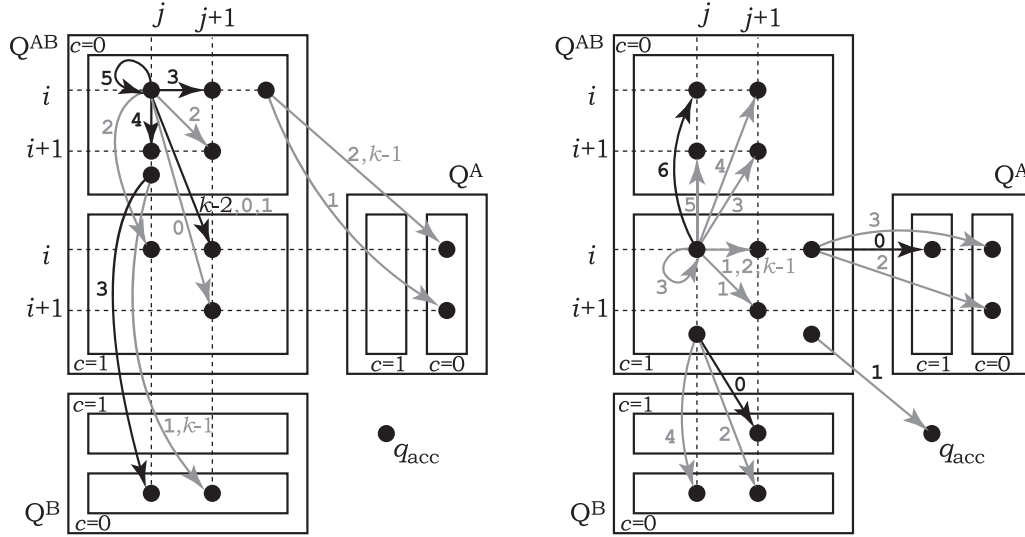 j j+1
Q^AB c=0
i 5 3
2 4 2 2,k-1
i+1
Q^A
k-2,0,1 1
0
i
3
i+1
c=1 c=1 c=0
c=1
1,k-1
q_acc
Q^B
c=0
j j+1
Q^AB c=0
i
i+1
6 4 Q^A
5 3
3
i 0
1,2,k-1 2
3
1
i+1
1
c=1 c=1 c=0
0
c=1
4 2
q_acc
Q^B
c=0